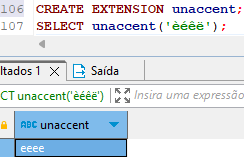 106 CREATE EXTENSION unaccent;
107 SELECT unaccent('èéêë');
ltados 1 Saída
CT unaccent('èéêë') Insira uma expressão
ABC unaccent
eeee